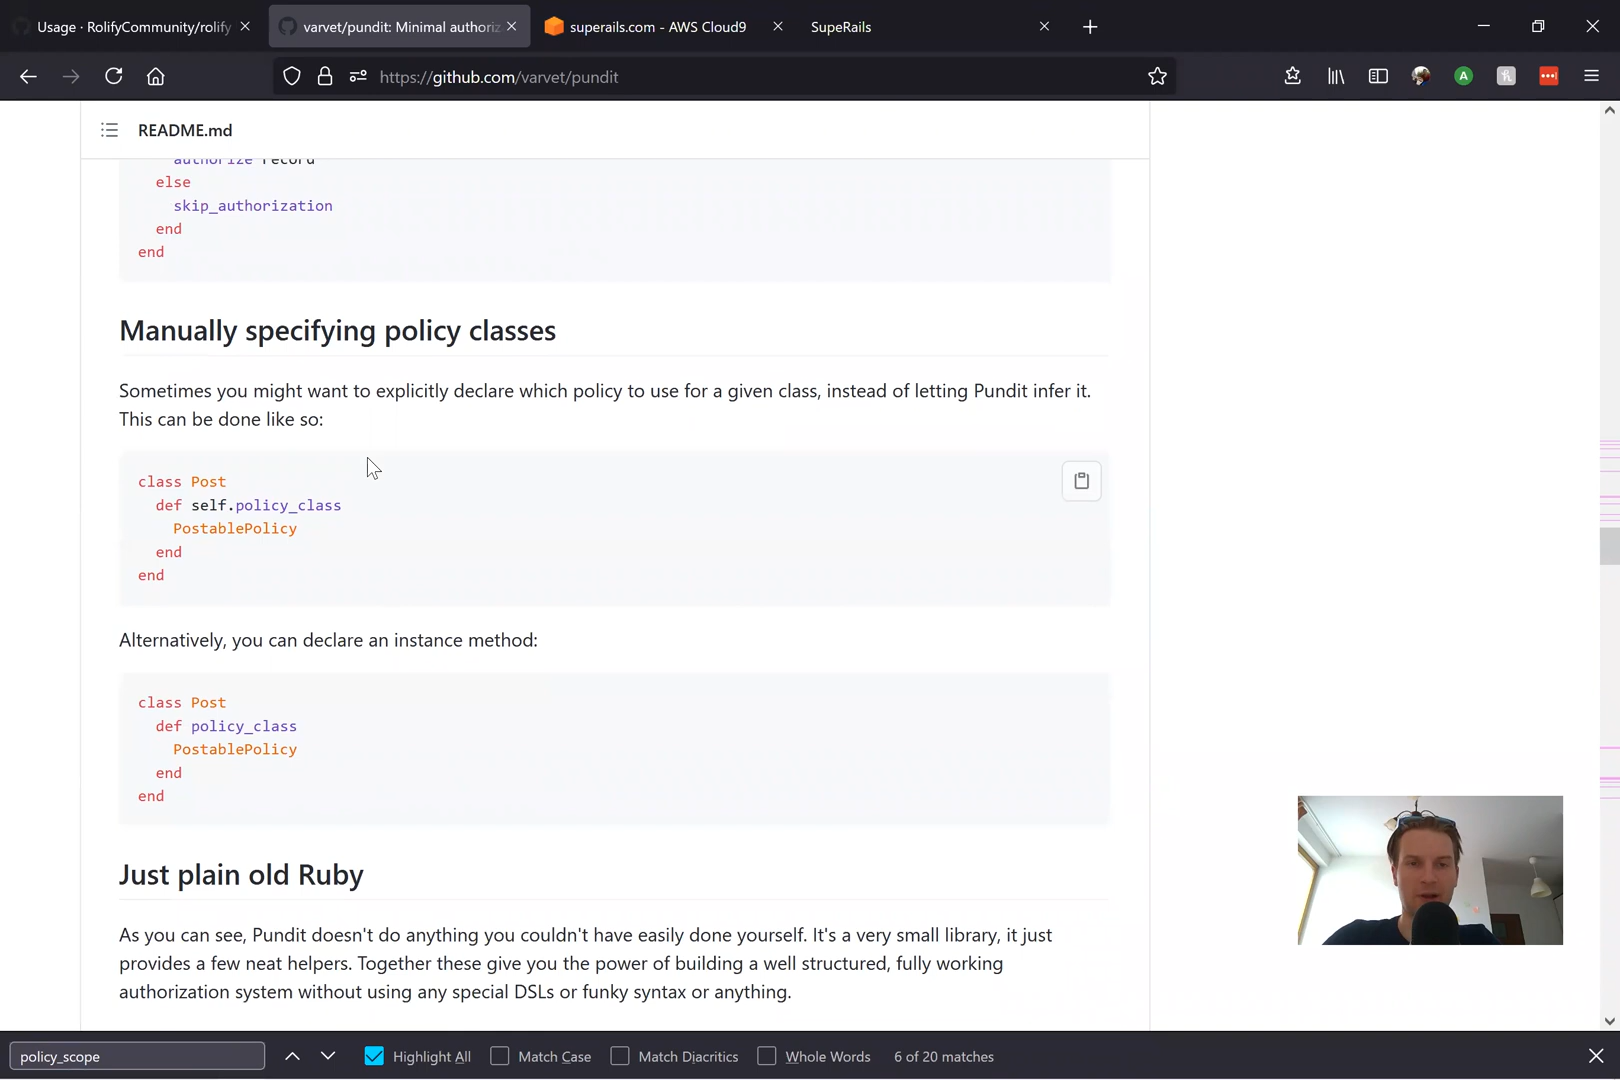 Usage · RolifyCommunity/rolify
varvet/pundit: Minimal authoriz
superails.com - AWS Cloud9
SupeRails
https://github.com/varvet/pundit
A
README.md
authorize record
else
skip_authorization
end
end
Manually specifying policy classes
Sometimes you might want to explicitly declare which policy to use for a given class, instead of letting Pundit infer it.
This can be done like so:
class Post
def self.policy_class
PostablePolicy
end
end
Alternatively, you can declare an instance method:
class Post
def policy_class
PostablePolicy
end
end
Just plain old Ruby
As you can see, Pundit doesn't do anything you couldn't have easily done yourself. It's a very small library, it just
provides a few neat helpers. Together these give you the power of building a well structured, fully working
authorization system without using any special DSLs or funky syntax or anything.
policy_scope
Highlight All
Match Case
Match Diacritics
Whole Words
6 of 20 matches